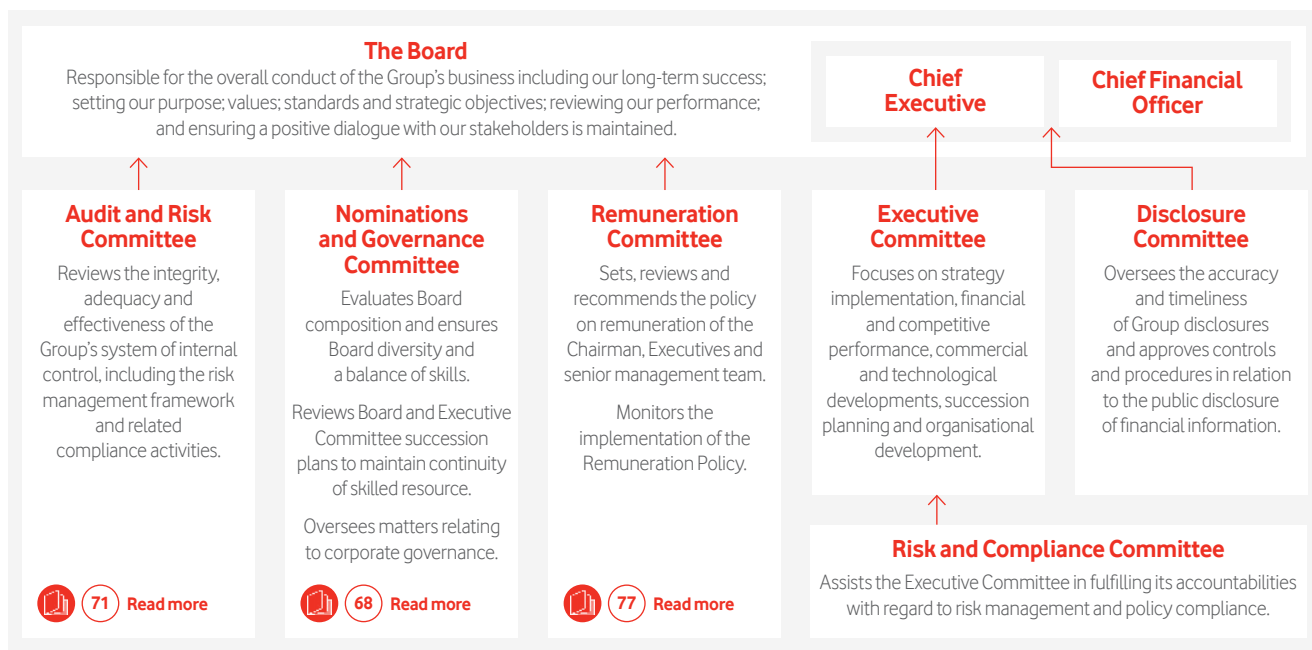 The Board
Responsible for the overall conduct of the Group's business including our long-term success;
setting our purpose; values; standards and strategic objectives; reviewing our performance;
and ensuring a positive dialogue with our stakeholders is maintained.
Chief
Executive
Chief Financial
Officer
Audit and Risk
Committee
Reviews the integrity,
adequacy and
effectiveness of the
Group's system of internal
control, including the risk
management framework
and related
compliance activities.
71 Read more
Nominations
and Governance
Committee
Evaluates Board
composition and ensures
Board diversity and
a balance of skills.
Reviews Board and Executive
Committee succession
plans to maintain continuity
of skilled resource.
Oversees matters relating
to corporate governance.
68 Read more
Remuneration
Committee
Sets, reviews and
recommends the policy
on remuneration of the
Chairman, Executives and
senior management team.
Monitors the
implementation of the
Remuneration Policy.
77 Read more
Executive
Committee
Focuses on strategy
implementation, financial
and competitive
performance, commercial
and technological
developments, succession
planning and organisational
development.
Disclosure
Committee
Oversees the accuracy
and timeliness
of Group disclosures
and approves controls
and procedures in relation
to the public disclosure
of financial information.
Risk and Compliance Committee
Assists the Executive Committee in fulfilling its accountabilities
with regard to risk management and policy compliance.